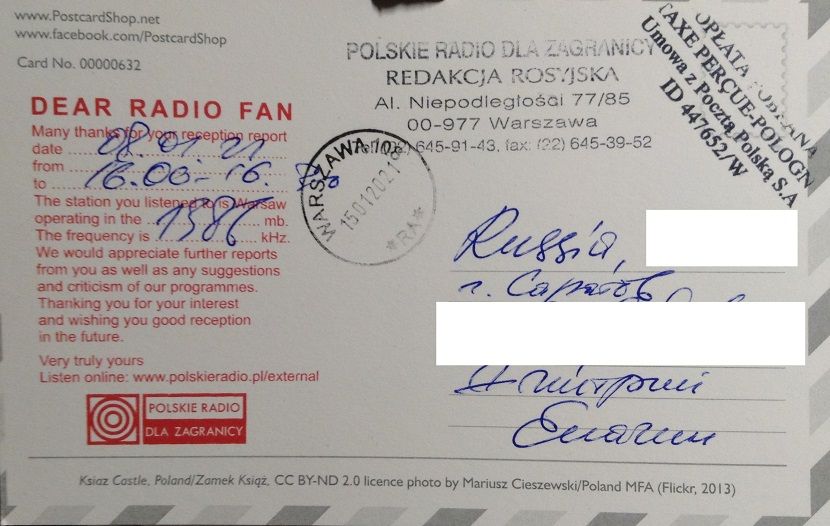 www.PostcardShop.net
www.facebook.com/PostcardShop
Card No. 00000632
DEAR RADIO FAN
Many thanks for your reception report
date 08.01.21
from 16.00-16.
to
The station you listened to is Warsaw
operating in the mb.
The frequency is 1386 kHz.
We would appreciate further reports
from you as well as any suggestions
and criticism of our programmes.
Thanking you for your interest
and wishing you good reception
in the future.
Very truly yours
Listen online: www.polskieradio.pl/external
POLSKIE RADIO
DLA ZAGRANICY
POLSKIE RADIO DLA ZAGRANICY
REDAKCJA ROSYJSKA
Al. Niepodległości 77/85
00-977 Warszawa
645-91-43, fax: (22) 645-39-52
OPŁATA POBRANA
TAXE PERÇUE-POLOGN
Umowa z Pocztą Polską S.A
ID 447652/W
WARSZAWA
15012021
*RA*
Russia,
г. Саратов
Дмитрий
Ksiaz Castle, Poland/Zamek Książ, CC BY-ND 2.0 licence photo by Mariusz Cieszewski/Poland MFA (Flickr, 2013)